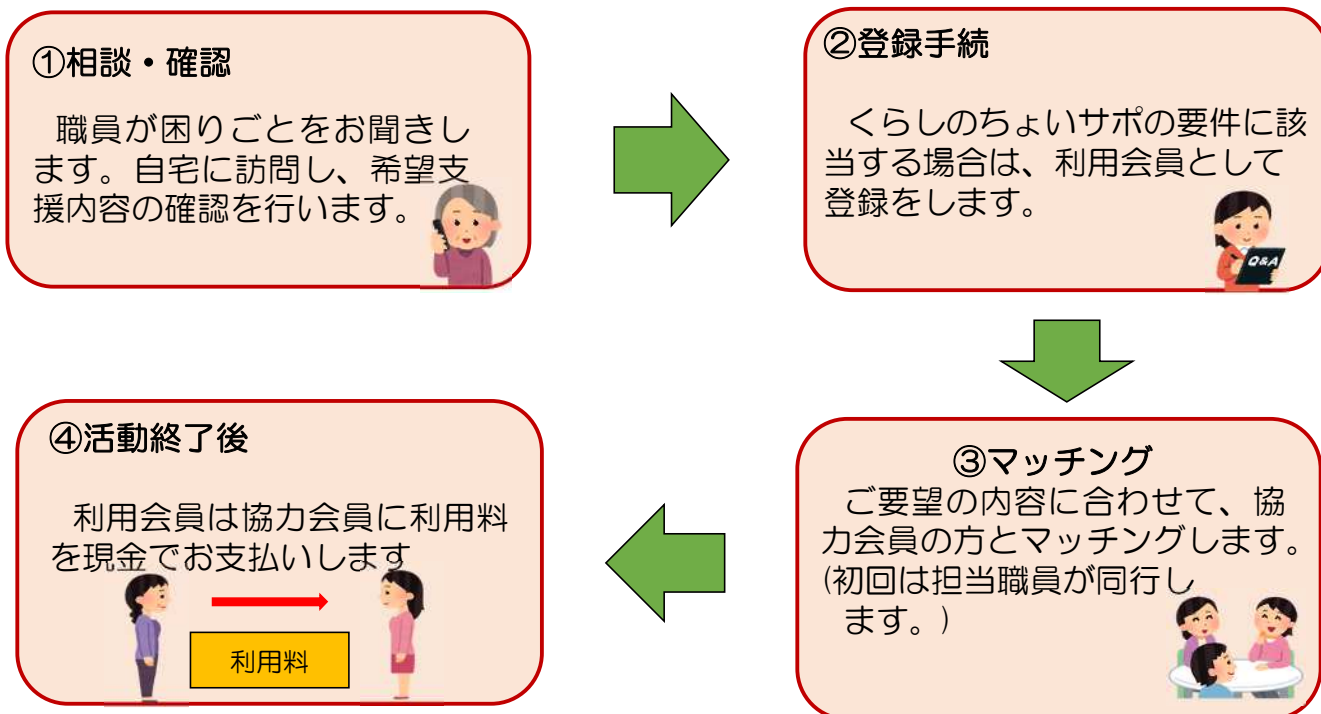 ①相談・確認
職員が困りごとをお聞きし
ます。自宅に訪問し、希望支
援内容の確認を行います。
②登録手続
くらしのちょいサポの要件に該
当する場合は、利用会員として
登録をします。
Q&A
③マッチング
ご要望の内容に合わせて、協
力会員の方とマッチングします。
(初回は担当職員が同行し
ます。)
④活動終了後
利用会員は協力会員に利用料
を現金でお支払いします
利用料